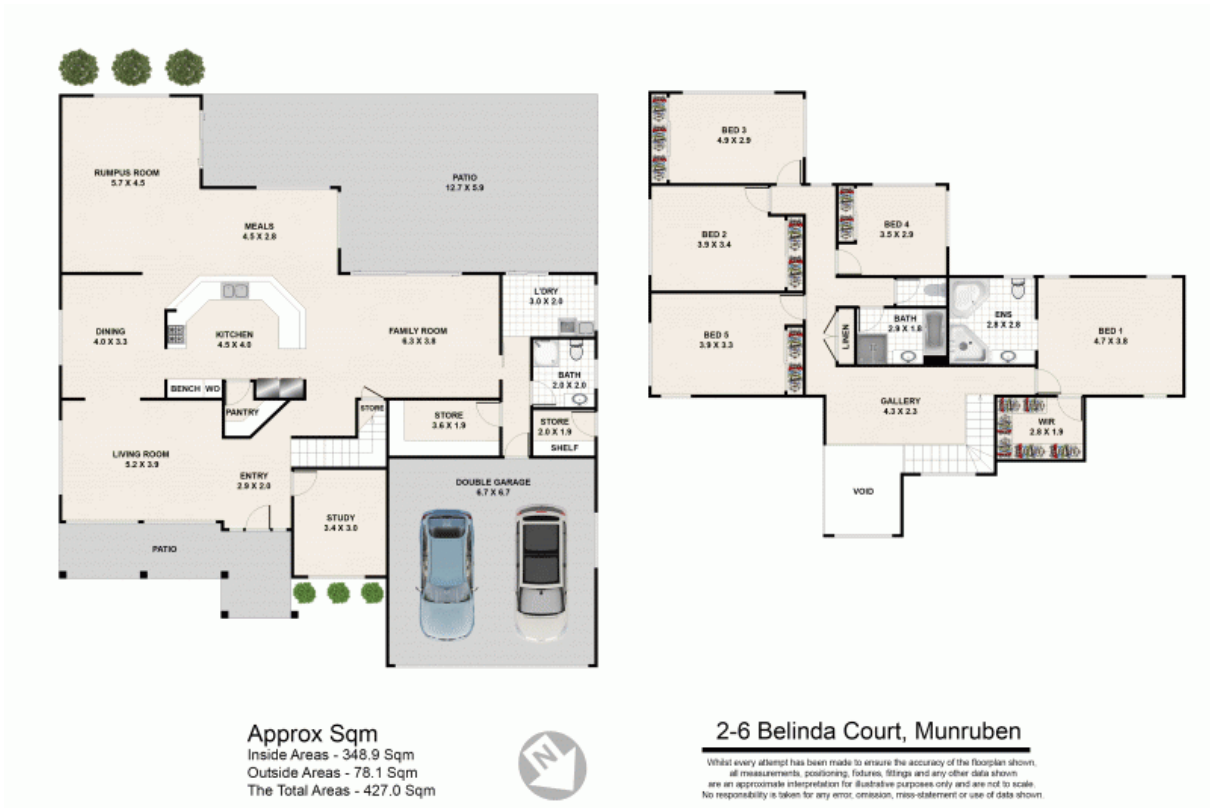 RUMPUS ROOM
5.7 X 4.5
PATIO
12.7 X 5.9
MEALS
4.5 X 2.8
L'DRY
3.0 X 2.0
DINING
4.0 X 3.3
KITCHEN
4.5 X 4.0
FAMILY ROOM
6.3 X 3.8
BATH
2.0 X 2.0
BENCH WO
PANTRY
STORE
STORE
3.6 X 1.9
STORE
2.0 X 1.9
SHELF
LIVING ROOM
5.2 X 3.9
ENTRY
2.9 X 2.0
DOUBLE GARAGE
6.7 X 6.7
STUDY
3.4 X 3.0
PATIO
BED 3
4.9 X 2.9
BED 2
3.9 X 3.4
BED 4
3.5 X 2.9
BED 5
3.9 X 3.3
LINEN
BATH
2.9 X 1.8
ENS
2.8 X 2.8
BED 1
4.7 X 3.8
GALLERY
4.3 X 2.3
WIR
2.8 X 1.9
VOID
Approx Sqm
Inside Areas - 348.9 Sqm
Outside Areas - 78.1 Sqm
The Total Areas - 427.0 Sqm
N
2-6 Belinda Court, Munruben
Whilst every attempt has been made to ensure the accuracy of the floorplan shown,
all measurements, positioning, fixtures, fittings and any other data shown
are an approximate interpretation for illustrative purposes only and are not to scale.
No responsibility is taken for any error, omission, miss-statement or use of data shown.